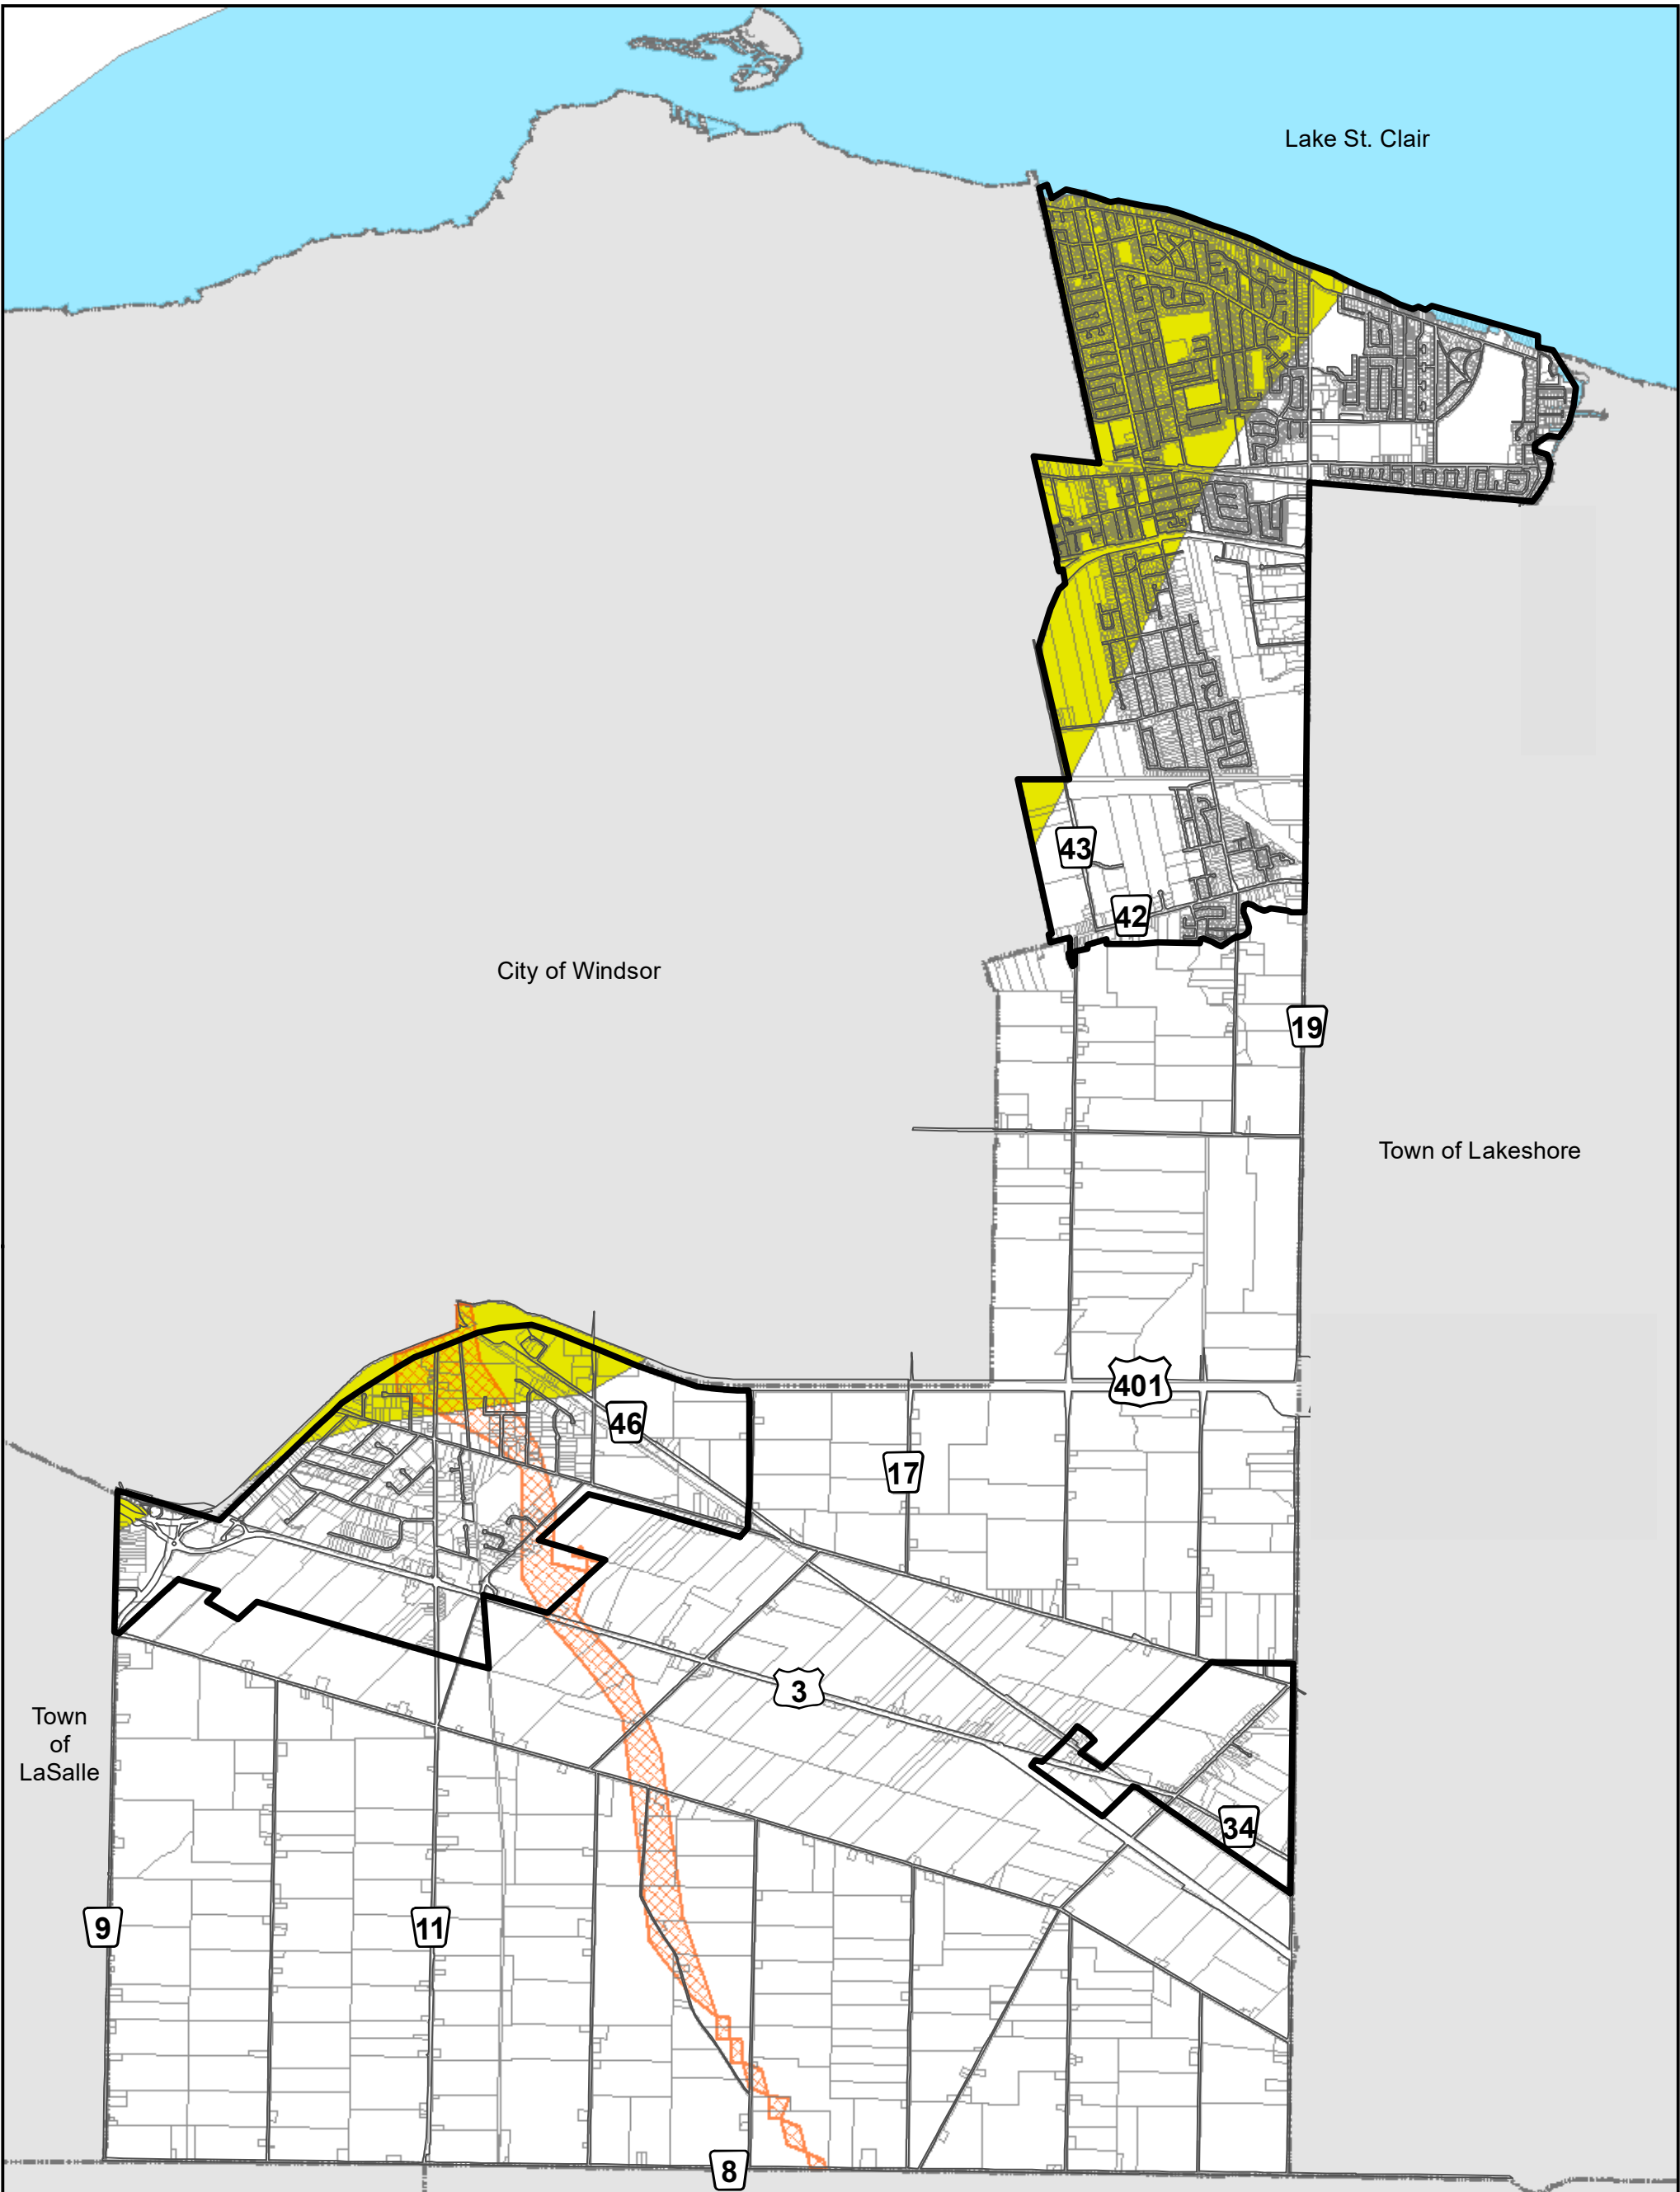 Lake St. Clair
43
42
City of Windsor
19
Town of Lakeshore
401
46
17
3
Town
of
LaSalle
34
9
11
8